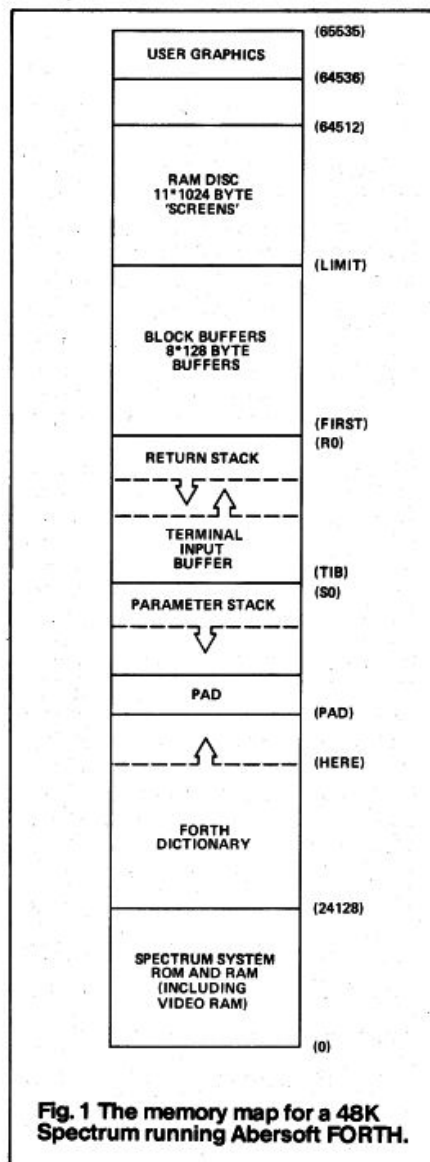 (65535)
USER GRAPHICS
(64536)
(64512)
RAM DISC
11*1024 BYTE
'SCREENS'
(LIMIT)
BLOCK BUFFERS
8*128 BYTE
BUFFERS
(FIRST)
(R0)
RETURN STACK
TERMINAL
INPUT
BUFFER
(TIB)
(S0)
PARAMETER STACK
PAD
(PAD)
(HERE)
FORTH
DICTIONARY
(24128)
SPECTRUM SYSTEM
ROM AND RAM
(INCLUDING
VIDEO RAM)
(0)
Fig. 1 The memory map for a 48K
Spectrum running Abersoft FORTH.